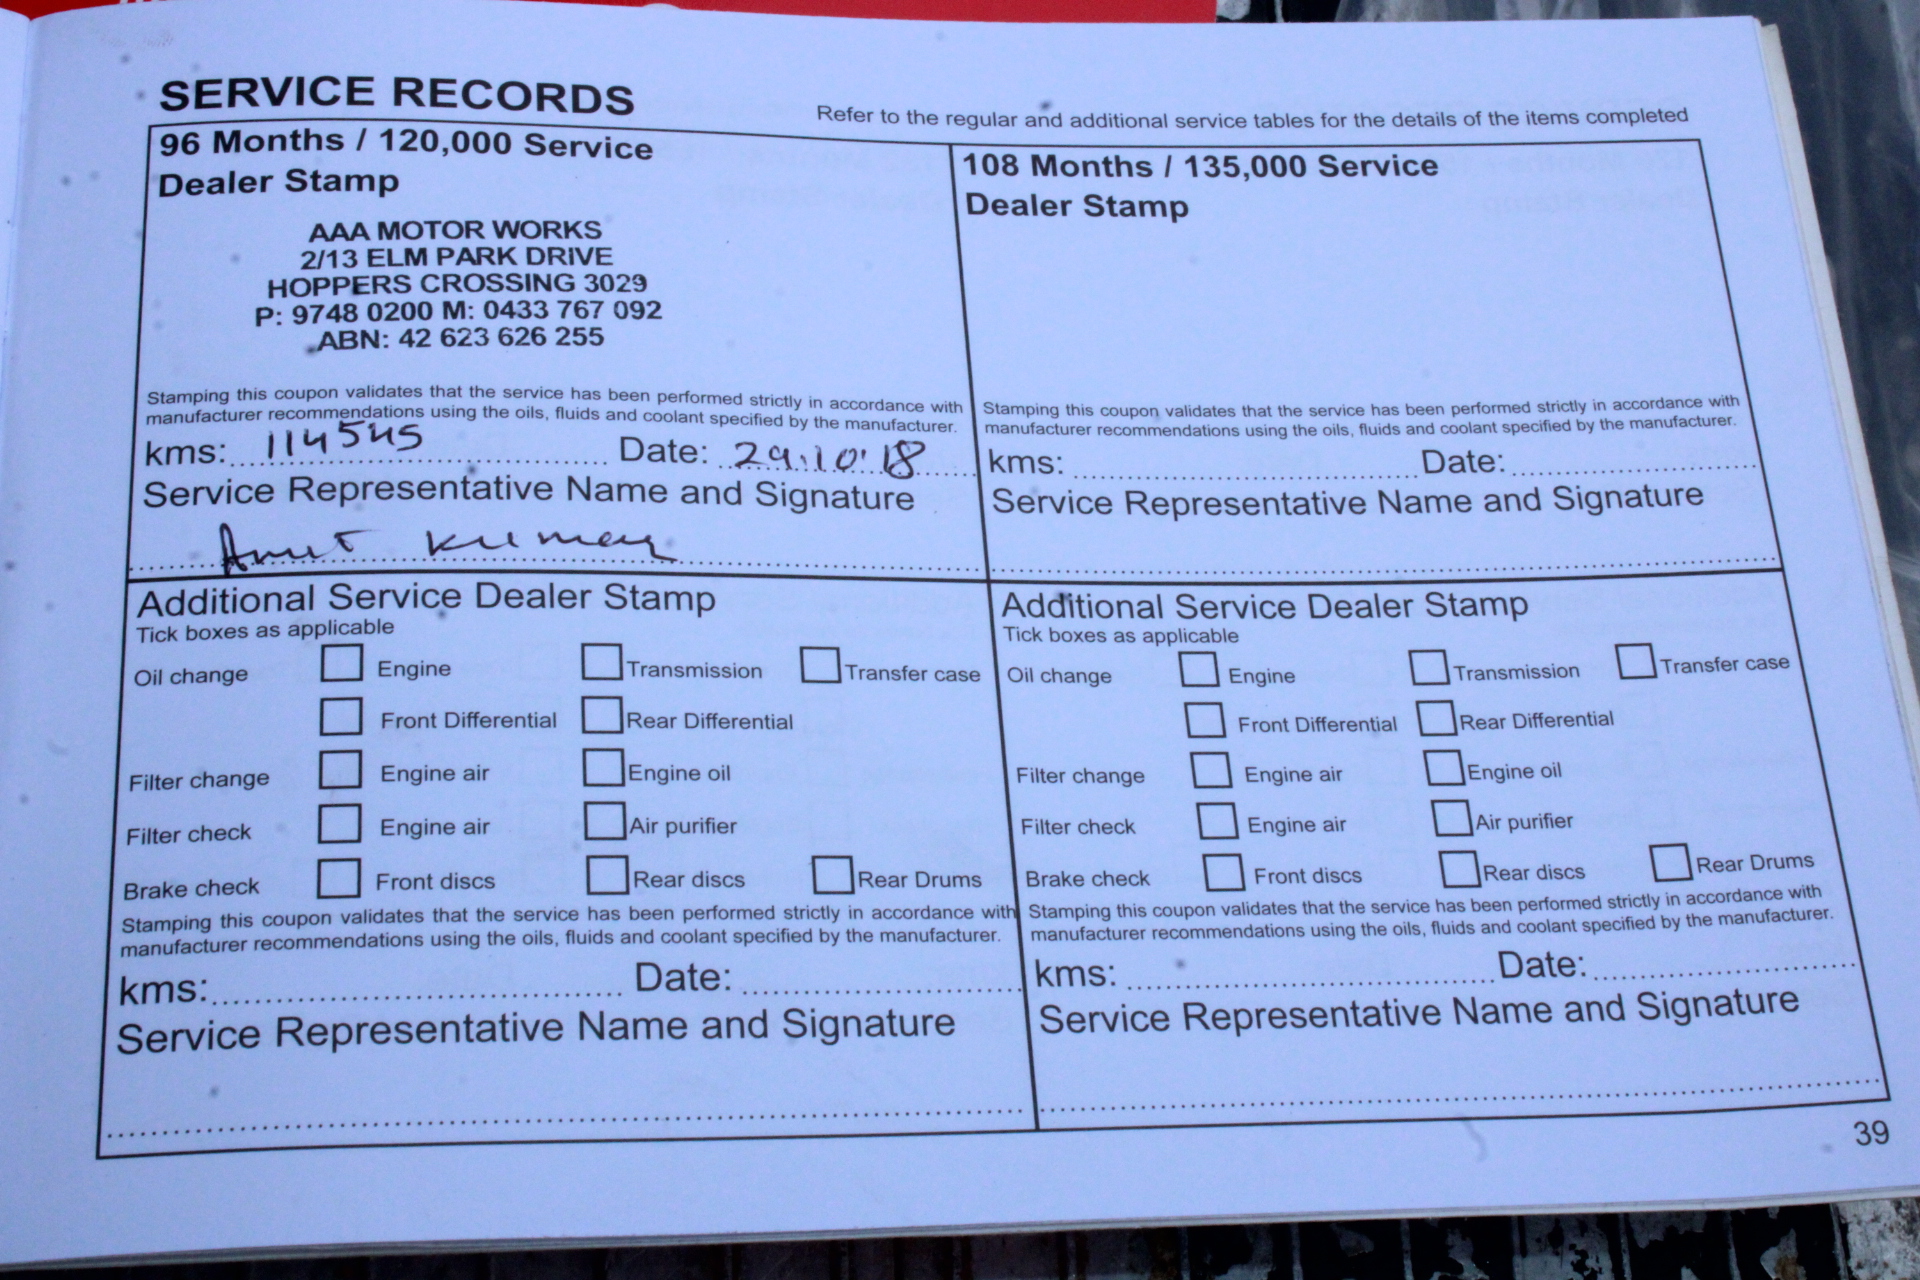 SERVICE RECORDS
Refer to the regular and additional service tables for the details of the items completed
96 Months / 120,000 Service
Dealer Stamp
AAA MOTOR WORKS
2/13 ELM PARK DRIVE
HOPPERS CROSSING 3029
P: 9748 0200 M: 0433 767 092
ABN: 42 623 626 255
Stamping this coupon validates that the service has been performed strictly in accordance with
manufacturer recommendations using the oils, fluids and coolant specified by the manufacturer.
kms: 114545 Date: 29.10.18
Service Representative Name and Signature
Amit Kumar
108 Months / 135,000 Service
Dealer Stamp
Stamping this coupon validates that the service has been performed strictly in accordance with
manufacturer recommendations using the oils, fluids and coolant specified by the manufacturer.
kms: Date:
Service Representative Name and Signature
Additional Service Dealer Stamp
Tick boxes as applicable
Oil change Engine Transmission Transfer case
Front Differential Rear Differential
Filter change Engine air Engine oil
Filter check Engine air Air purifier
Brake check Front discs Rear discs Rear Drums
Stamping this coupon validates that the service has been performed strictly in accordance with
manufacturer recommendations using the oils, fluids and coolant specified by the manufacturer.
kms: Date:
Service Representative Name and Signature
Additional Service Dealer Stamp
Tick boxes as applicable
Oil change Engine Transmission Transfer case
Front Differential Rear Differential
Filter change Engine air Engine oil
Filter check Engine air Air purifier
Brake check Front discs Rear discs Rear Drums
Stamping this coupon validates that the service has been performed strictly in accordance with
manufacturer recommendations using the oils, fluids and coolant specified by the manufacturer.
kms: Date:
Service Representative Name and Signature
39